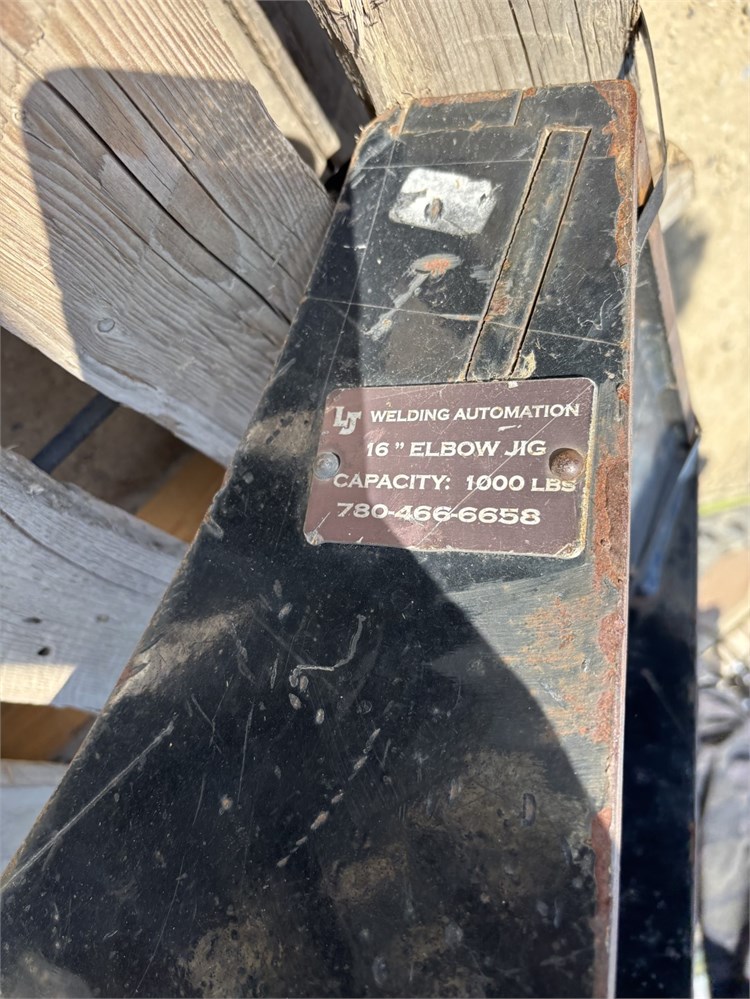 LJ WELDING AUTOMATION
16" ELBOW JIG
CAPACITY: 1000 LBS
780-466-6658